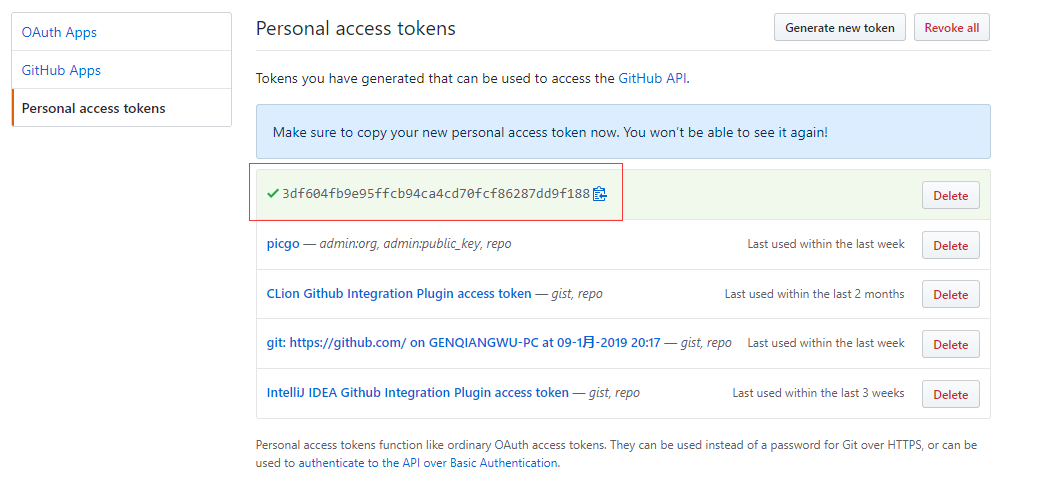 OAuth Apps
GitHub Apps
Personal access tokens
Personal access tokens
Generate new token
Revoke all
Tokens you have generated that can be used to access the GitHub API.
Make sure to copy your new personal access token now. You won't be able to see it again!
3df604fb9e95ffcb94ca4cd70fcf86287dd9f188
Delete
picgo — admin:org, admin:public_key, repo
Last used within the last week
Delete
CLion Github Integration Plugin access token — gist, repo
Last used within the last 2 months
Delete
git: https://github.com/ on GENQIANGWU-PC at 09-1月-2019 20:17 — gist, repo
Last used within the last week
Delete
IntelliJ IDEA Github Integration Plugin access token — gist, repo
Last used within the last 3 weeks
Delete
Personal access tokens function like ordinary OAuth access tokens. They can be used instead of a password for Git over HTTPS, or can be
used to authenticate to the API over Basic Authentication.